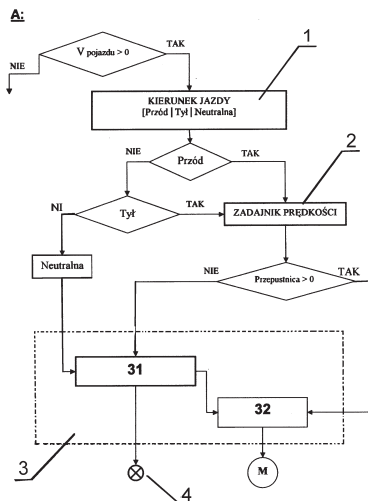 A:
V pojazdu > 0
TAK
NIE
1
KIERUNEK JAZDY
[Przód | Tył | Neutralna]
NIE
Przód
TAK
2
NI
Tył
TAK
ZADAJNIK PRĘDKOŚCI
Neutralna
NIE
Przepustnica > 0
TAK
31
32
3
4
M